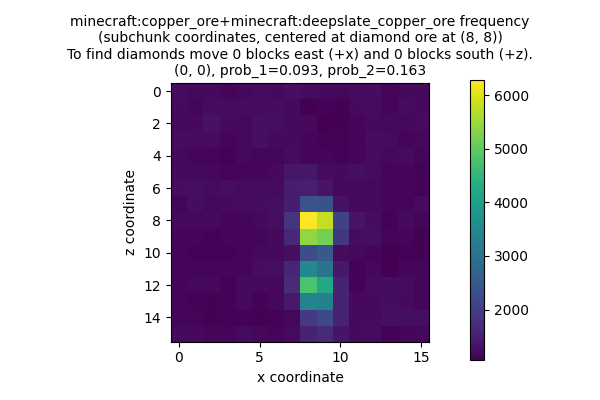 minecraft:copper_ore+minecraft:deepslate_copper_ore frequency
(subchunk coordinates, centered at diamond ore at (8, 8))
To find diamonds move 0 blocks east (+x) and 0 blocks south (+z).
(0, 0), prob_1=0.093, prob_2=0.163
0
2
4
6
8
10
12
14
z coordinate
0
5
10
15
x coordinate
6000
5000
4000
3000
2000